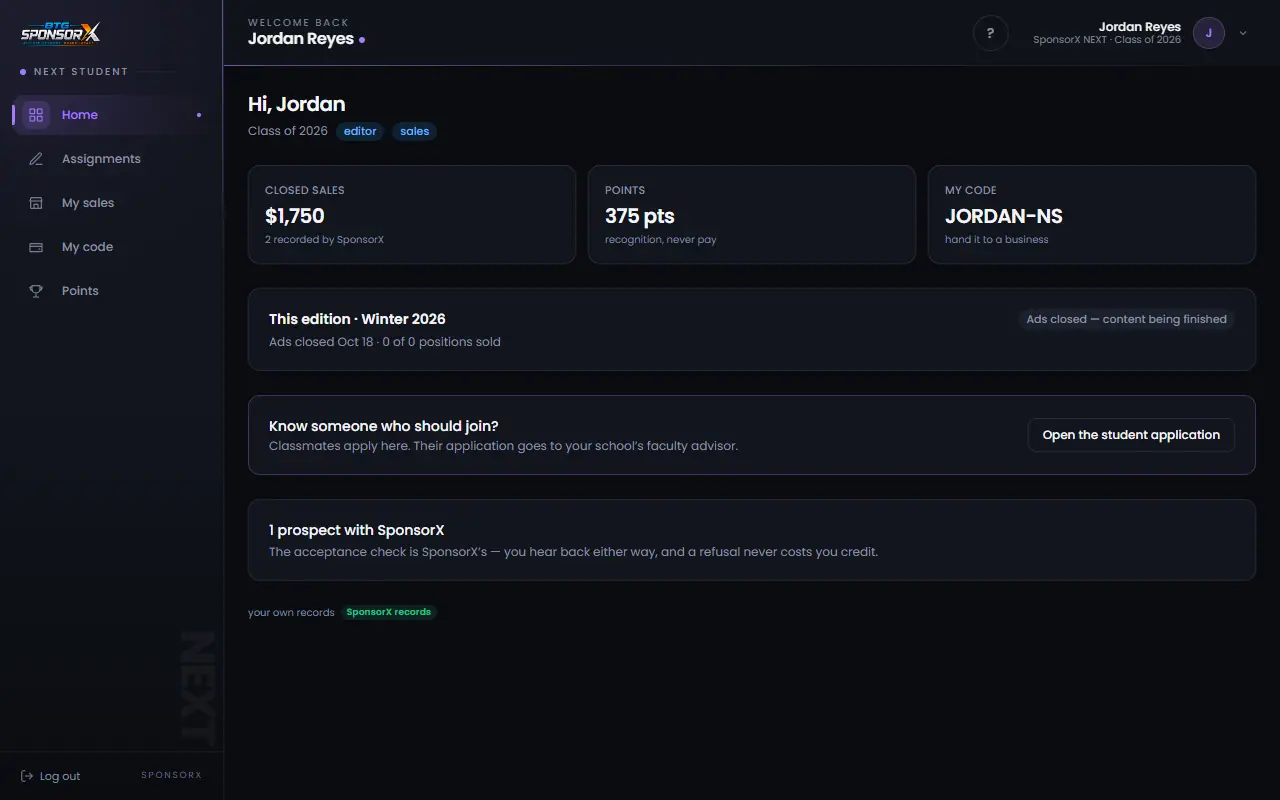 BTG
SPONSORX
NEXT STUDENT
Home
Assignments
My sales
My code
Points
NEXT
Log out
SPONSORX
WELCOME BACK
Jordan Reyes
?
Jordan Reyes
SponsorX NEXT · Class of 2026
J
Hi, Jordan
Class of 2026 editor sales
CLOSED SALES
$1,750
2 recorded by SponsorX
POINTS
375 pts
recognition, never pay
MY CODE
JORDAN-NS
hand it to a business
This edition · Winter 2026
Ads closed Oct 18 · 0 of 0 positions sold
Ads closed — content being finished
Know someone who should join?
Classmates apply here. Their application goes to your school's faculty advisor.
Open the student application
1 prospect with SponsorX
The acceptance check is SponsorX's — you hear back either way, and a refusal never costs you credit.
your own records SponsorX records